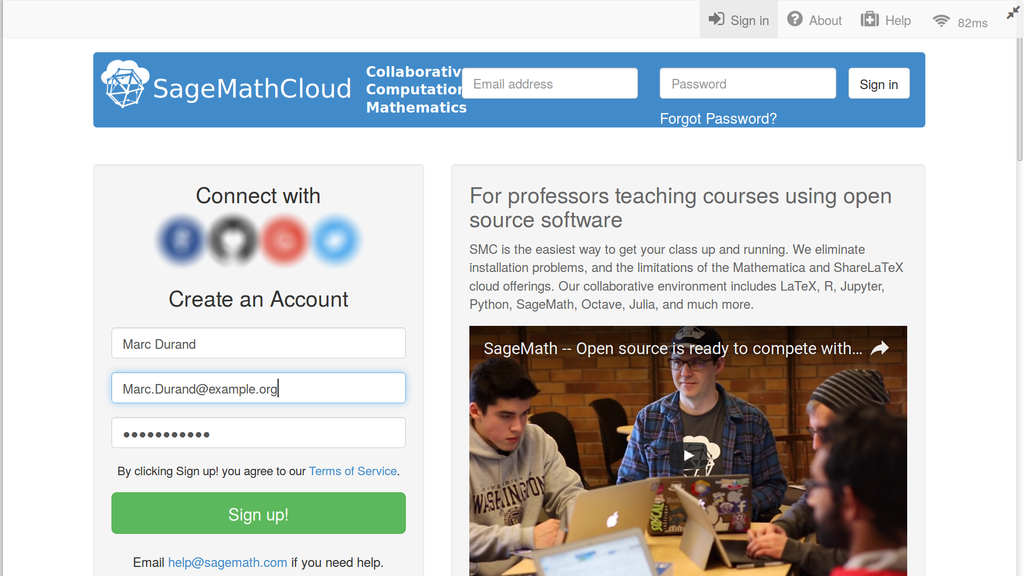 Sign in
About
Help
82ms
SageMathCloud
Collaborativ
Computation
Mathematics
Email address
Password
Sign in
Forgot Password?
Connect with
Create an Account
Marc Durand
Marc.Durand@example.org
By clicking Sign up! you agree to our Terms of Service.
Sign up!
Email help@sagemath.com if you need help.
For professors teaching courses using open
source software
SMC is the easiest way to get your class up and running. We eliminate
installation problems, and the limitations of the Mathematica and ShareLaTeX
cloud offerings. Our collaborative environment includes LaTeX, R, Jupyter,
Python, SageMath, Octave, Julia, and much more.
SageMath -- Open source is ready to compete with...
WASHINGTON